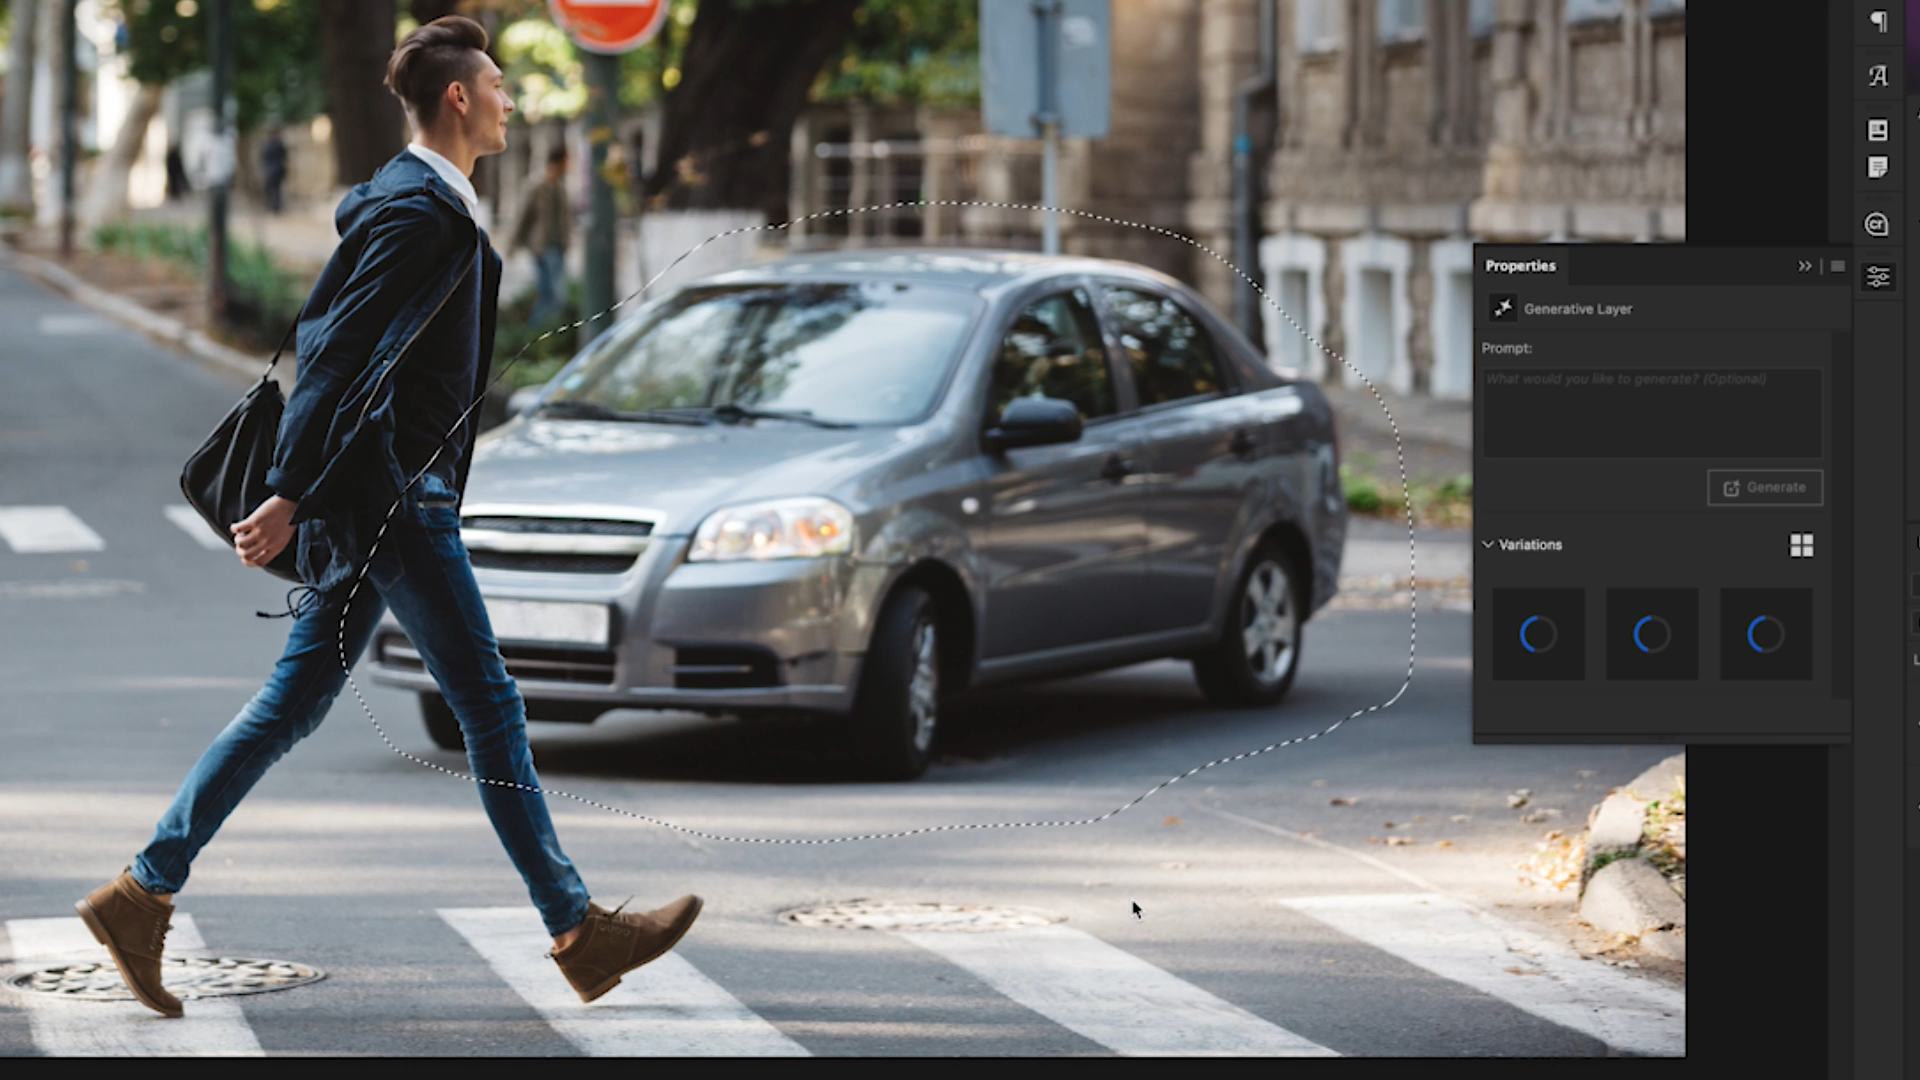 Properties
Generative Layer
Prompt:
What would you like to generate? (Optional)
Generate
Variations